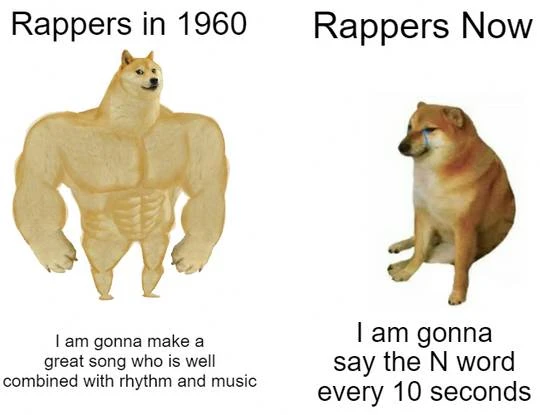 Rappers in 1960
Rappers Now
I am gonna make a
great song who is well
combined with rhythm and music
I am gonna
say the N word
every 10 seconds